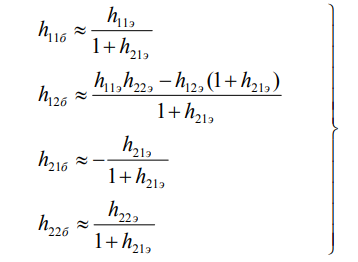 h₁₁б ≈ h₁₁э / (1 + h₂₁э)
h₁₂б ≈ (h₁₁э h₂₂э − h₁₂э (1 + h₂₁э)) / (1 + h₂₁э)
h₂₁б ≈ − h₂₁э / (1 + h₂₁э)
h₂₂б ≈ h₂₂э / (1 + h₂₁э)